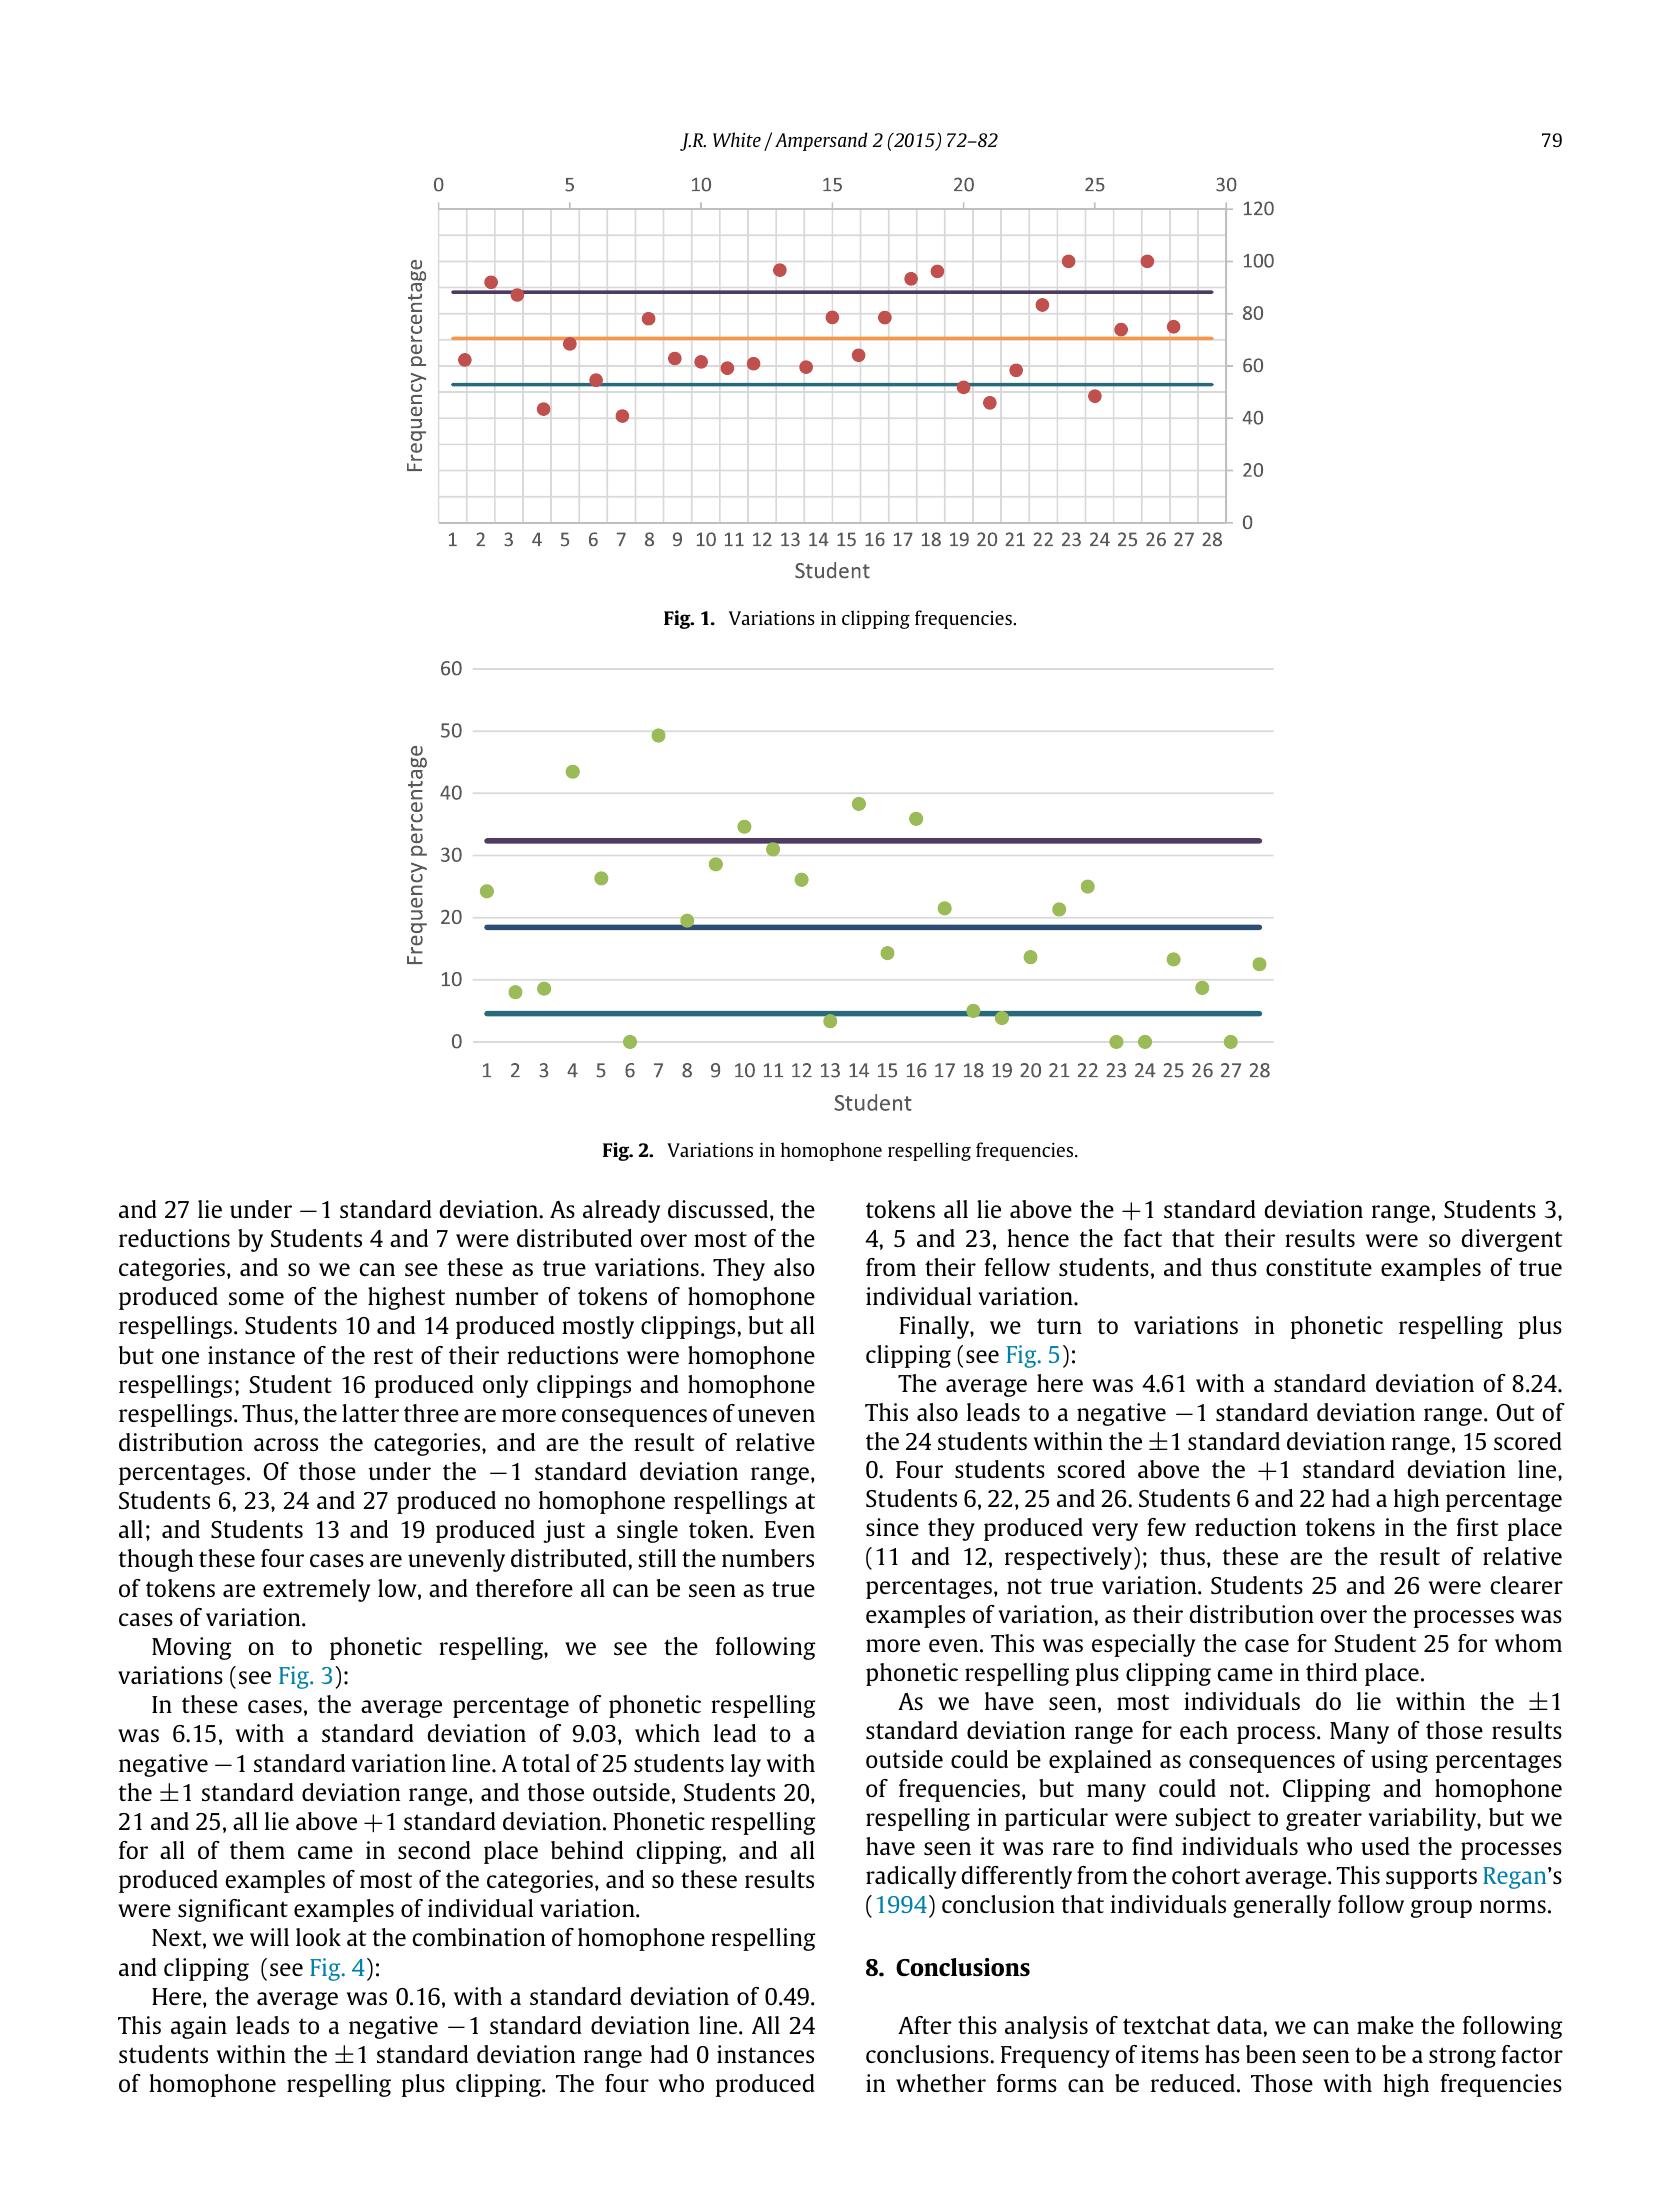 J.R. White / Ampersand 2 (2015) 72–82
79
0 5 10 15 20 25 30
120
100
80
60
40
20
0
Frequency percentage
1 2 3 4 5 6 7 8 9 10 11 12 13 14 15 16 17 18 19 20 21 22 23 24 25 26 27 28
Student
Fig. 1. Variations in clipping frequencies.
60
50
40
30
20
10
0
Frequency percentage
1 2 3 4 5 6 7 8 9 10 11 12 13 14 15 16 17 18 19 20 21 22 23 24 25 26 27 28
Student
Fig. 2. Variations in homophone respelling frequencies.
and 27 lie under −1 standard deviation. As already discussed, the
reductions by Students 4 and 7 were distributed over most of the
categories, and so we can see these as true variations. They also
produced some of the highest number of tokens of homophone
respellings. Students 10 and 14 produced mostly clippings, but all
but one instance of the rest of their reductions were homophone
respellings; Student 16 produced only clippings and homophone
respellings. Thus, the latter three are more consequences of uneven
distribution across the categories, and are the result of relative
percentages. Of those under the −1 standard deviation range,
Students 6, 23, 24 and 27 produced no homophone respellings at
all; and Students 13 and 19 produced just a single token. Even
though these four cases are unevenly distributed, still the numbers
of tokens are extremely low, and therefore all can be seen as true
cases of variation.
Moving on to phonetic respelling, we see the following
variations (see Fig. 3):
In these cases, the average percentage of phonetic respelling
was 6.15, with a standard deviation of 9.03, which lead to a
negative −1 standard variation line. A total of 25 students lay with
the ±1 standard deviation range, and those outside, Students 20,
21 and 25, all lie above +1 standard deviation. Phonetic respelling
for all of them came in second place behind clipping, and all
produced examples of most of the categories, and so these results
were significant examples of individual variation.
Next, we will look at the combination of homophone respelling
and clipping (see Fig. 4):
Here, the average was 0.16, with a standard deviation of 0.49.
This again leads to a negative −1 standard deviation line. All 24
students within the ±1 standard deviation range had 0 instances
of homophone respelling plus clipping. The four who produced
tokens all lie above the +1 standard deviation range, Students 3,
4, 5 and 23, hence the fact that their results were so divergent
from their fellow students, and thus constitute examples of true
individual variation.
Finally, we turn to variations in phonetic respelling plus
clipping (see Fig. 5):
The average here was 4.61 with a standard deviation of 8.24.
This also leads to a negative −1 standard deviation range. Out of
the 24 students within the ±1 standard deviation range, 15 scored
0. Four students scored above the +1 standard deviation line,
Students 6, 22, 25 and 26. Students 6 and 22 had a high percentage
since they produced very few reduction tokens in the first place
(11 and 12, respectively); thus, these are the result of relative
percentages, not true variation. Students 25 and 26 were clearer
examples of variation, as their distribution over the processes was
more even. This was especially the case for Student 25 for whom
phonetic respelling plus clipping came in third place.
As we have seen, most individuals do lie within the ±1
standard deviation range for each process. Many of those results
outside could be explained as consequences of using percentages
of frequencies, but many could not. Clipping and homophone
respelling in particular were subject to greater variability, but we
have seen it was rare to find individuals who used the processes
radically differently from the cohort average. This supports Regan's
(1994) conclusion that individuals generally follow group norms.
8. Conclusions
After this analysis of textchat data, we can make the following
conclusions. Frequency of items has been seen to be a strong factor
in whether forms can be reduced. Those with high frequencies